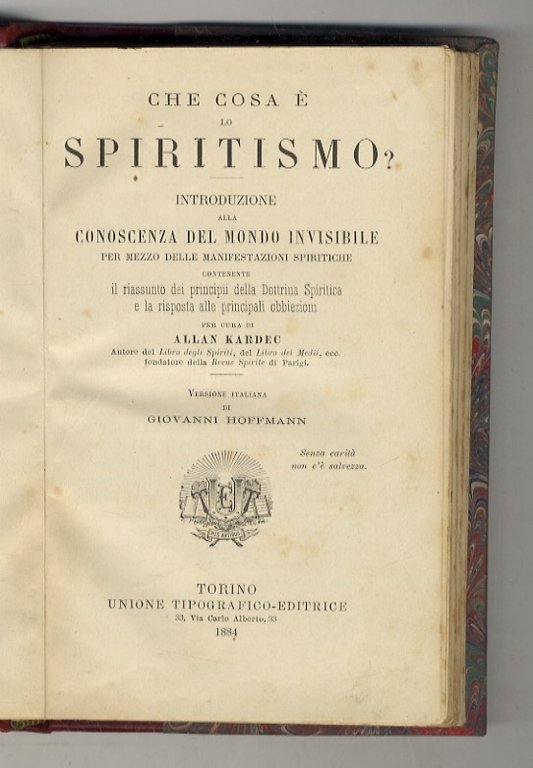 CHE COSA È
LO
SPIRITISMO?
INTRODUZIONE
ALLA
CONOSCENZA DEL MONDO INVISIBILE
PER MEZZO DELLE MANIFESTAZIONI SPIRITICHE
CONTENENTE
il riassunto dei principii della Dottrina Spiritica
e la risposta alle principali obbiezioni
PER CURA DI
ALLAN KARDEC
Autore del Libro degli Spiriti, del Libro dei Medii, ecc.
fondatore della Revue Spirite di Parigi.
VERSIONE ITALIANA
DI
GIOVANNI HOFFMANN
Senza carità
non c'è salvezza.
UTET
TORINO
UNIONE TIPOGRAFICO-EDITRICE
33, Via Carlo Alberto, 33
1884